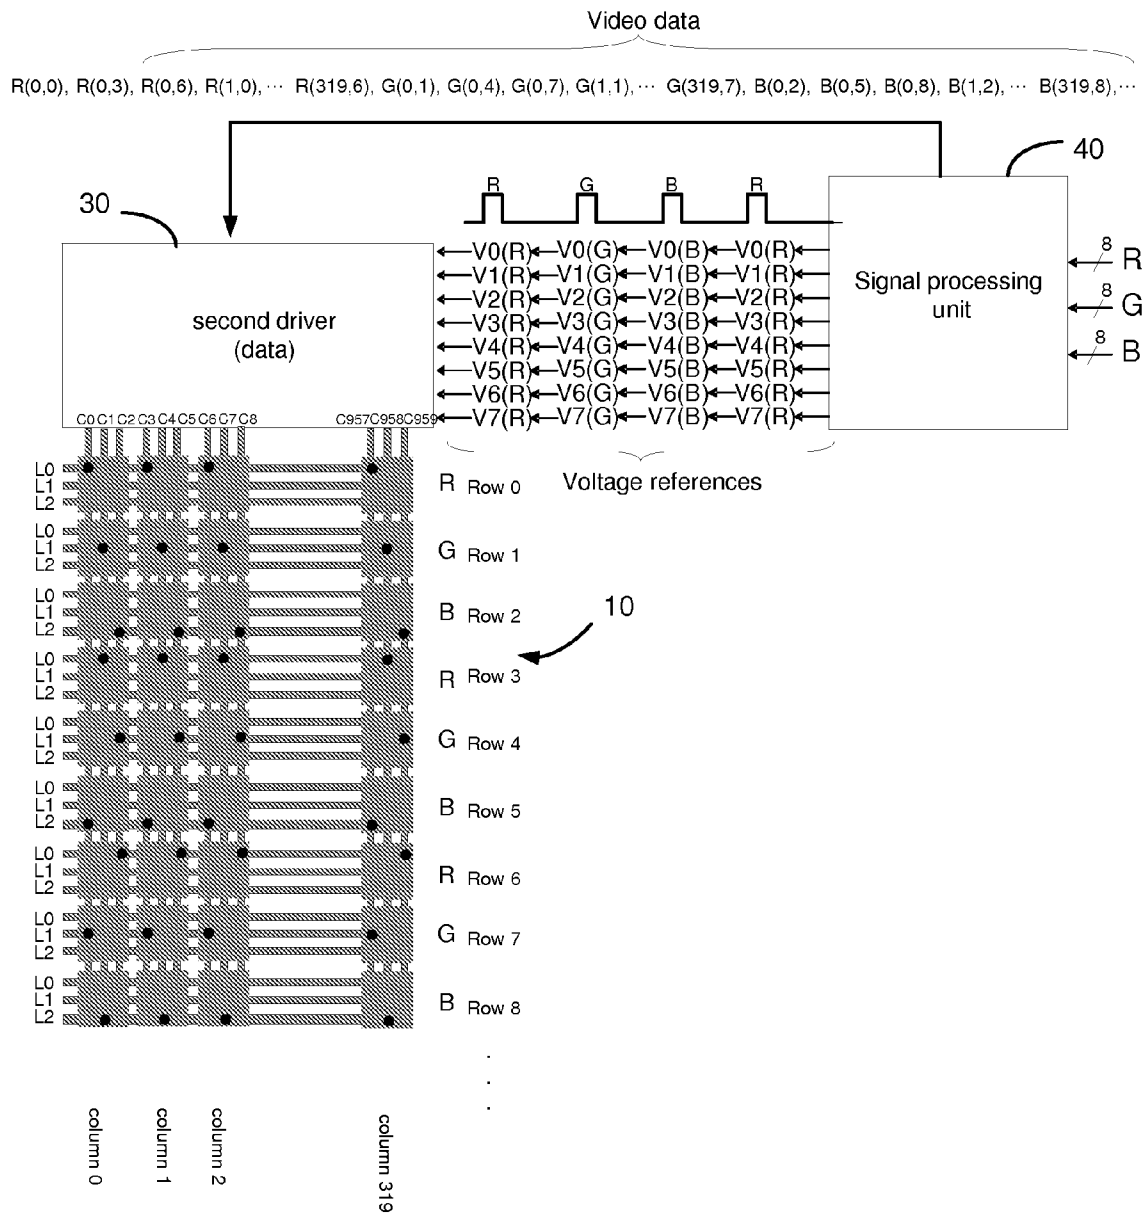 Video data
R(0,0), R(0,3), R(0,6), R(1,0),... R(319,6), G(0,1), G(0,4), G(0,7), G(1,1),... G(319,7), B(0,2), B(0,5), B(0,8), B(1,2), ... B(319,8),...
40
30
R G B R
V0(R) V0(G) V0(B) V0(R)
V1(R) V1(G) V1(B) V1(R)
V2(R) V2(G) V2(B) V2(R)
V3(R) V3(G) V3(B) V3(R)
V4(R) V4(G) V4(B) V4(R)
V5(R) V5(G) V5(B) V5(R)
V6(R) V6(G) V6(B) V6(R)
V7(R) V7(G) V7(B) V7(R)
Voltage references
Signal processing
unit
8 R
8 G
8 B
second driver
(data)
C0 C1 C2 C3 C4 C5 C6 C7 C8 C957 C958 C959
L0
L1
L2
R Row 0
L0
L1
L2
G Row 1
L0
L1
L2
B Row 2
10
L0
L1
L2
R Row 3
L0
L1
L2
G Row 4
L0
L1
L2
B Row 5
L0
L1
L2
R Row 6
L0
L1
L2
G Row 7
L0
L1
L2
B Row 8
.
.
.
column 0
column 1
column 2
column 319